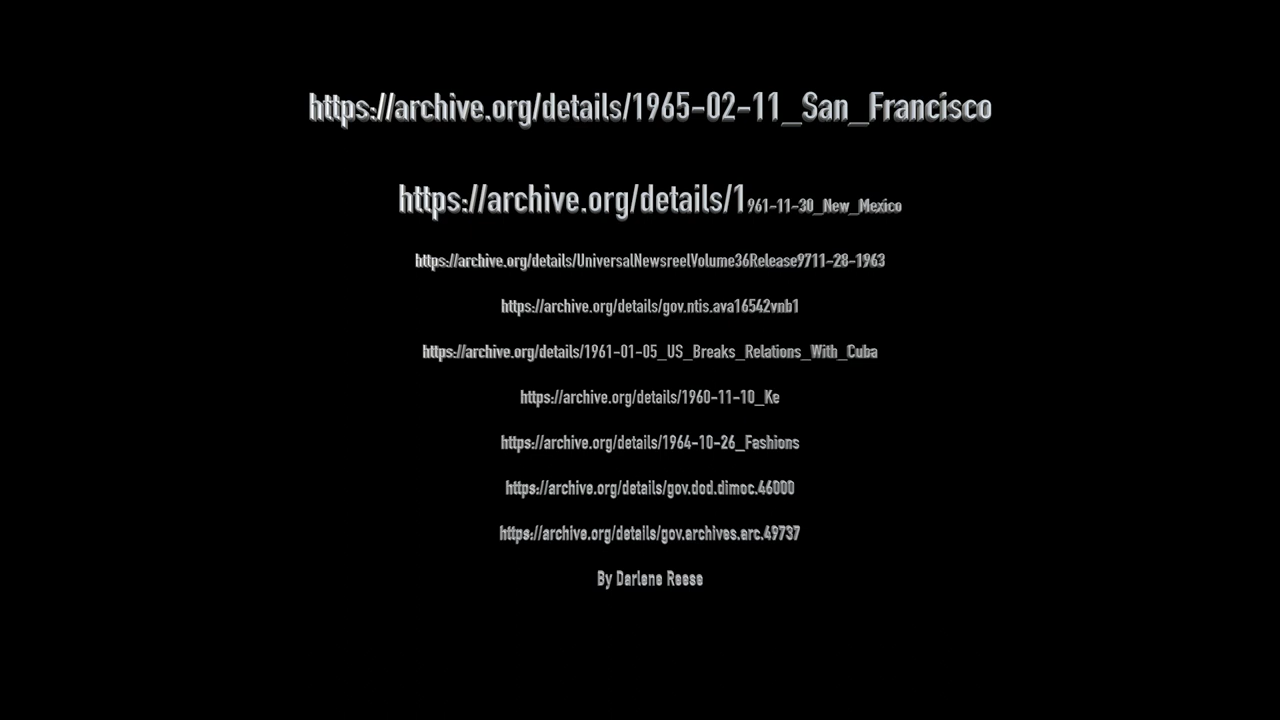 https://archive.org/details/1965-02-11_San_Francisco
https://archive.org/details/1961-11-30_New_Mexico
https://archive.org/details/UniversalNewsreelVolume36Release9711-28-1963
https://archive.org/details/gov.ntis.ava16542vnb1
https://archive.org/details/1961-01-05_US_Breaks_Relations_With_Cuba
https://archive.org/details/1960-11-10_Ke
https://archive.org/details/1964-10-26_Fashions
https://archive.org/details/gov.dod.dimoc.46000
https://archive.org/details/gov.archives.arc.49737
By Darlene Reese